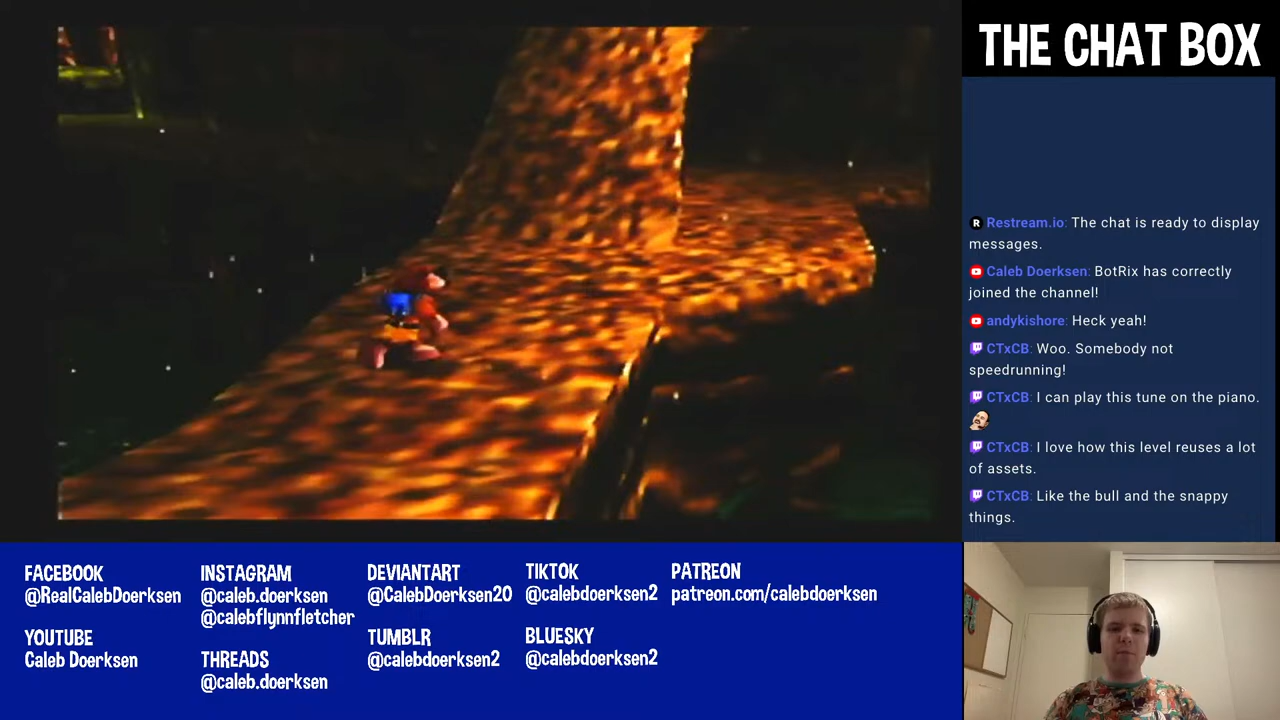 THE CHAT BOX
Restream.io: The chat is ready to display
messages.
Caleb Doerksen: BotRix has correctly
joined the channel!
andykishore: Heck yeah!
CTxCB: Woo. Somebody not
speedrunning!
CTxCB: I can play this tune on the piano.
CTxCB: I love how this level reuses a lot
of assets.
CTxCB: Like the bull and the snappy
things.
FACEBOOK
@RealCalebDoerksen
YOUTUBE
Caleb Doerksen
INSTAGRAM
@caleb.doerksen
@calebflynnfletcher
THREADS
@caleb.doerksen
DEVIANTART
@CalebDoerksen20
TUMBLR
@calebdoerksen2
TIKTOK
@calebdoerksen2
BLUESKY
@calebdoerksen2
PATREON
patreon.com/calebdoerksen